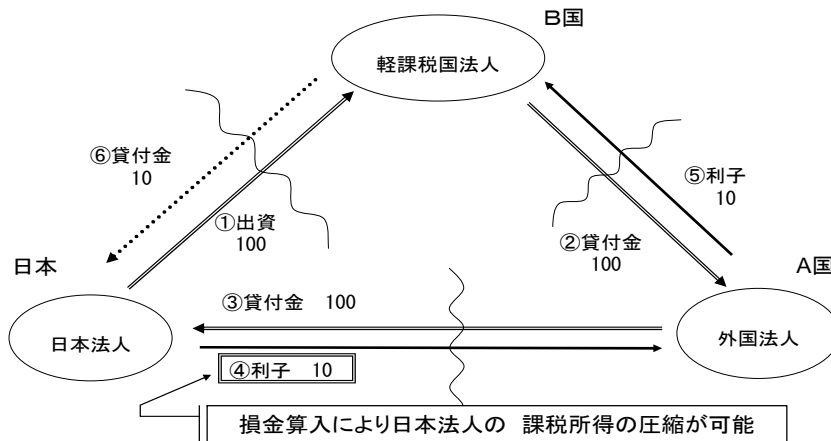 B国
軽課税国法人
⑥貸付金
10
①出資
100
⑤利子
10
②貸付金
100
日本
A国
③貸付金 100
日本法人
外国法人
④利子 10
損金算入により日本法人の 課税所得の圧縮が可能